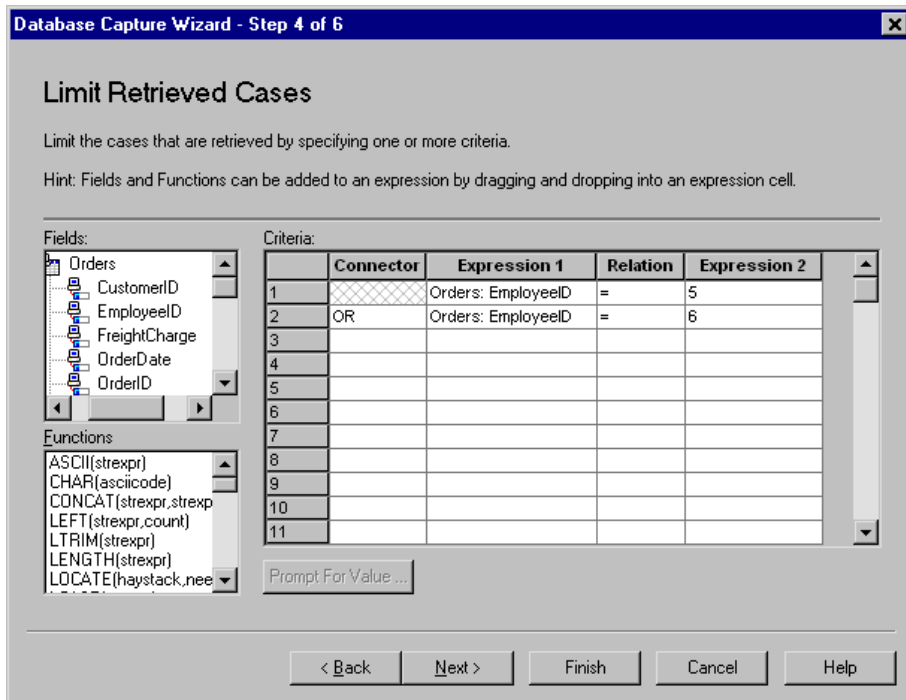 Database Capture Wizard - Step 4 of 6
Limit Retrieved Cases
Limit the cases that are retrieved by specifying one or more criteria.
Hint: Fields and Functions can be added to an expression by dragging and dropping into an expression cell.
Fields:
Orders
CustomerID
EmployeeID
FreightCharge
OrderDate
OrderID
Functions
ASCII(strexpr)
CHAR(asciicode)
CONCAT(strexpr,strexp
LEFT(strexpr,count)
LTRIM(strexpr)
LENGTH(strexpr)
LOCATE(haystack,nee
Criteria:
Connector Expression 1 Relation Expression 2
1 Orders: EmployeeID = 5
2 OR Orders: EmployeeID = 6
3
4
5
6
7
8
9
10
11
Prompt For Value ...
< Back Next > Finish Cancel Help